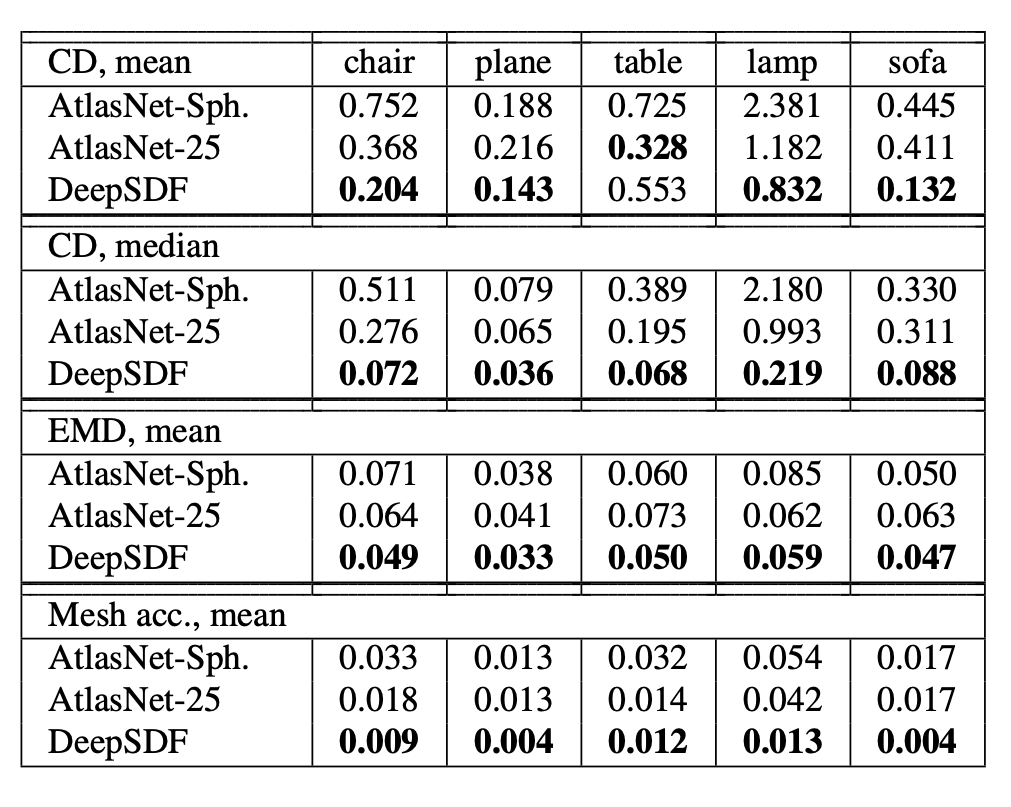 CD, mean chair plane table lamp sofa
AtlasNet-Sph. 0.752 0.188 0.725 2.381 0.445
AtlasNet-25 0.368 0.216 0.328 1.182 0.411
DeepSDF 0.204 0.143 0.553 0.832 0.132
CD, median
AtlasNet-Sph. 0.511 0.079 0.389 2.180 0.330
AtlasNet-25 0.276 0.065 0.195 0.993 0.311
DeepSDF 0.072 0.036 0.068 0.219 0.088
EMD, mean
AtlasNet-Sph. 0.071 0.038 0.060 0.085 0.050
AtlasNet-25 0.064 0.041 0.073 0.062 0.063
DeepSDF 0.049 0.033 0.050 0.059 0.047
Mesh acc., mean
AtlasNet-Sph. 0.033 0.013 0.032 0.054 0.017
AtlasNet-25 0.018 0.013 0.014 0.042 0.017
DeepSDF 0.009 0.004 0.012 0.013 0.004